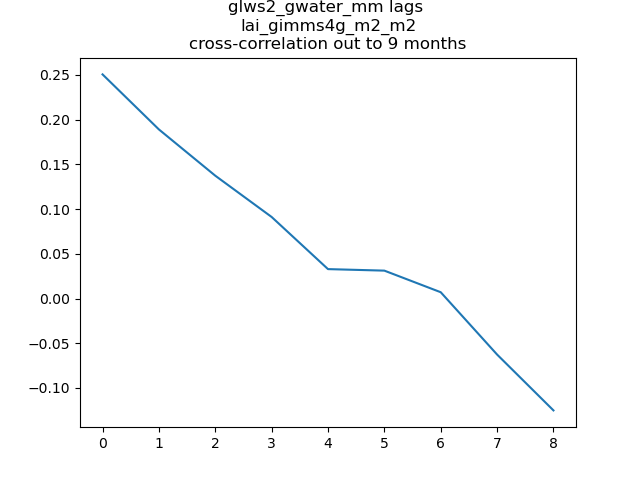 glws2_gwater_mm lags
lai_gimms4g_m2_m2
cross-correlation out to 9 months
0.25
0.20
0.15
0.10
0.05
0.00
−0.05
−0.10
0 1 2 3 4 5 6 7 8